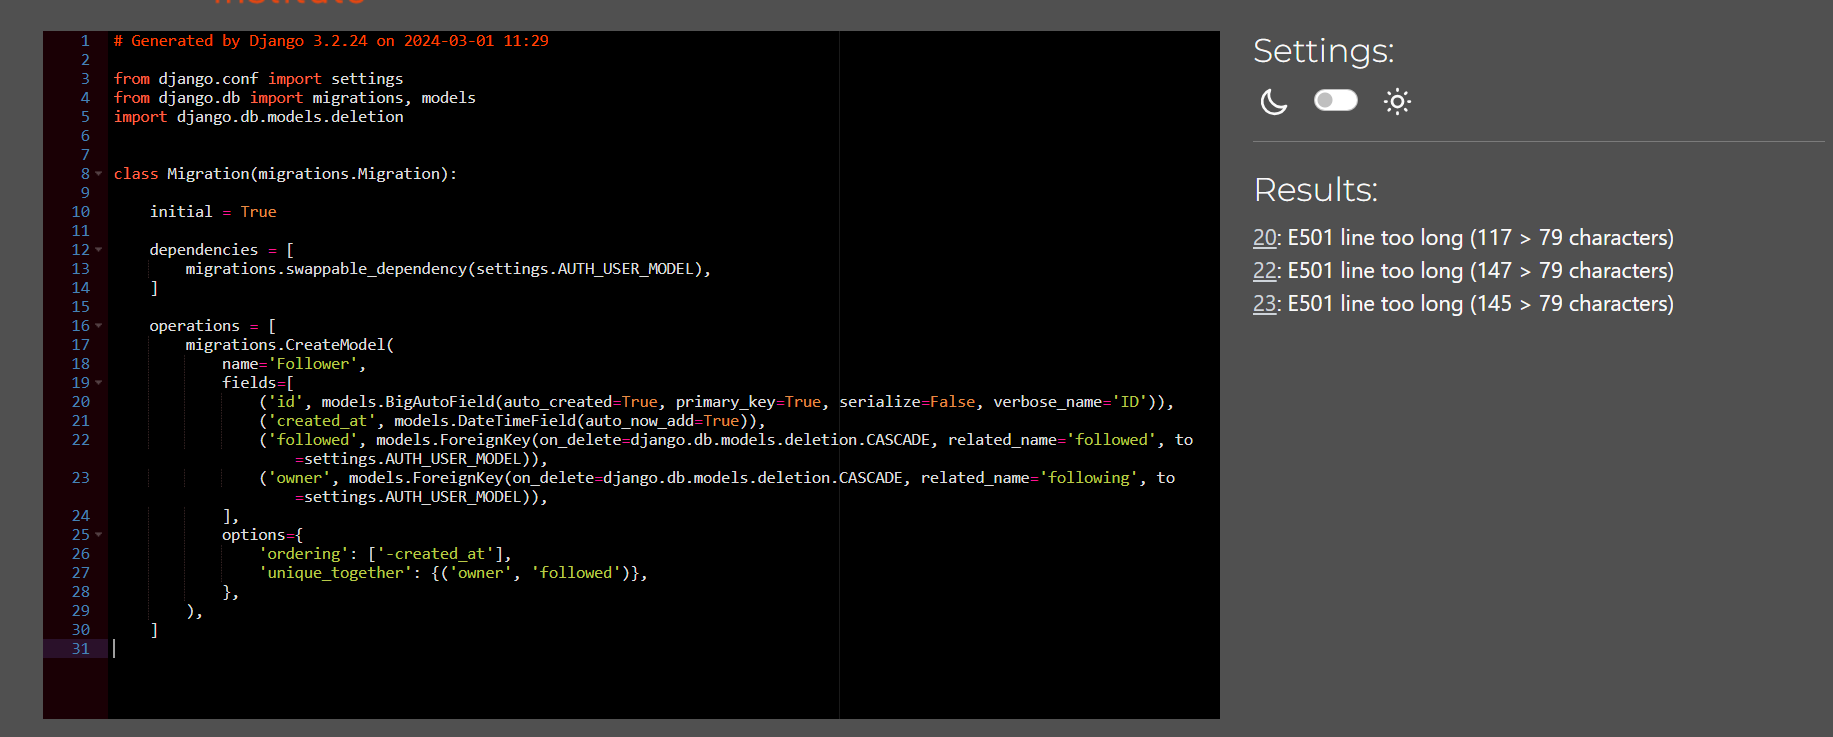 institute
1 # Generated by Django 3.2.24 on 2024-03-01 11:29
2
3 from django.conf import settings
4 from django.db import migrations, models
5 import django.db.models.deletion
6
7
8 class Migration(migrations.Migration):
9
10     initial = True
11
12     dependencies = [
13         migrations.swappable_dependency(settings.AUTH_USER_MODEL),
14     ]
15
16     operations = [
17         migrations.CreateModel(
18             name='Follower',
19             fields=[
20                 ('id', models.BigAutoField(auto_created=True, primary_key=True, serialize=False, verbose_name='ID')),
21                 ('created_at', models.DateTimeField(auto_now_add=True)),
22                 ('followed', models.ForeignKey(on_delete=django.db.models.deletion.CASCADE, related_name='followed', to
                    =settings.AUTH_USER_MODEL)),
23                 ('owner', models.ForeignKey(on_delete=django.db.models.deletion.CASCADE, related_name='following', to
                    =settings.AUTH_USER_MODEL)),
24             ],
25             options={
26                 'ordering': ['-created_at'],
27                 'unique_together': {('owner', 'followed')},
28             },
29         ),
30     ]
31
Settings:
Results:
20: E501 line too long (117 > 79 characters)
22: E501 line too long (147 > 79 characters)
23: E501 line too long (145 > 79 characters)